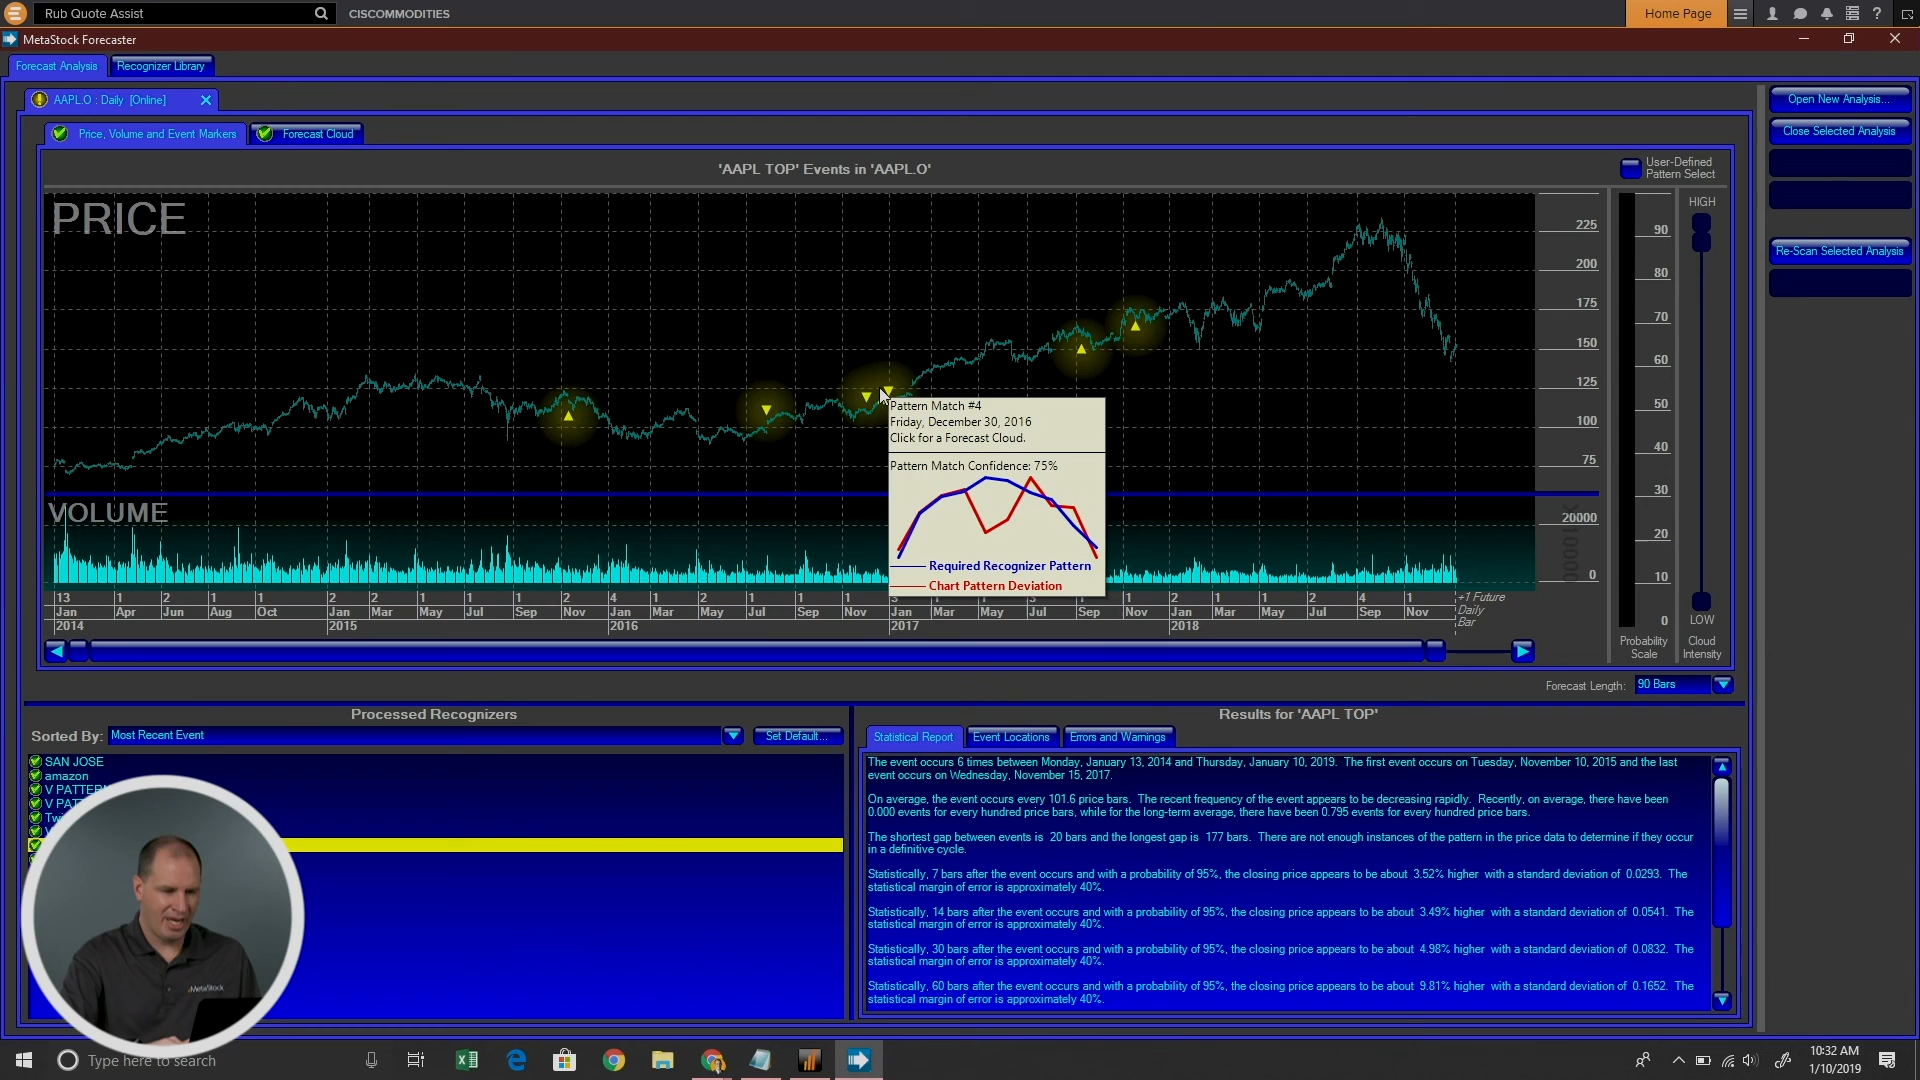 Rub Quote Assist
CISCOMMODITIES
Home Page
?
MetaStock Forecaster
Forecast Analysis
Recognizer Library
AAPL.O : Daily [Online]
Open New Analysis...
Price, Volume and Event Markers
Forecast Cloud
Close Selected Analysis
'AAPL TOP' Events in 'AAPL.O'
User-Defined
Pattern Select
Re-Scan Selected Analysis
PRICE
225
200
175
150
125
100
75
HIGH
90
80
70
60
50
40
30
20
10
0
LOW
Probability
Scale
Cloud
Intensity
Pattern Match #4
Friday, December 30, 2016
Click for a Forecast Cloud.
Pattern Match Confidence: 75%
Required Recognizer Pattern
Chart Pattern Deviation
VOLUME
20000
0
13 1 2 1 1 2 2 1 1 1 2 4 1 2 1 1 1 3 1 1 3 1 1 2 1 1 2 4 1
Jan Apr Jun Aug Oct Jan Mar May Jul Sep Nov Jan Mar May Jul Sep Nov Jan Mar May Jul Sep Nov Jan Mar May Jul Sep Nov
2014 2015 2016 2017 2018
+1 Future
Daily
Bar
Forecast Length: 90 Bars
Processed Recognizers
Sorted By: Most Recent Event
Set Default...
SAN JOSE
amazon
V PATTER
V PAT
Twi
Results for 'AAPL TOP'
Statistical Report
Event Locations
Errors and Warnings
The event occurs 6 times between Monday, January 13, 2014 and Thursday, January 10, 2019. The first event occurs on Tuesday, November 10, 2015 and the last
event occurs on Wednesday, November 15, 2017.
On average, the event occurs every 101.6 price bars. The recent frequency of the event appears to be decreasing rapidly. Recently, on average, there have been
0.000 events for every hundred price bars, while for the long-term average, there have been 0.795 events for every hundred price bars.
The shortest gap between events is 20 bars and the longest gap is 177 bars. There are not enough instances of the pattern in the price data to determine if they occur
in a definitive cycle.
Statistically, 7 bars after the event occurs and with a probability of 95%, the closing price appears to be about 3.52% higher with a standard deviation of 0.0293. The
statistical margin of error is approximately 40%.
Statistically, 14 bars after the event occurs and with a probability of 95%, the closing price appears to be about 3.49% higher with a standard deviation of 0.0541. The
statistical margin of error is approximately 40%.
Statistically, 30 bars after the event occurs and with a probability of 95%, the closing price appears to be about 4.98% higher with a standard deviation of 0.0832. The
statistical margin of error is approximately 40%.
Statistically, 60 bars after the event occurs and with a probability of 95%, the closing price appears to be about 9.81% higher with a standard deviation of 0.1652. The
statistical margin of error is approximately 40%.
MetaStock
Type here to search
10:32 AM
1/10/2019